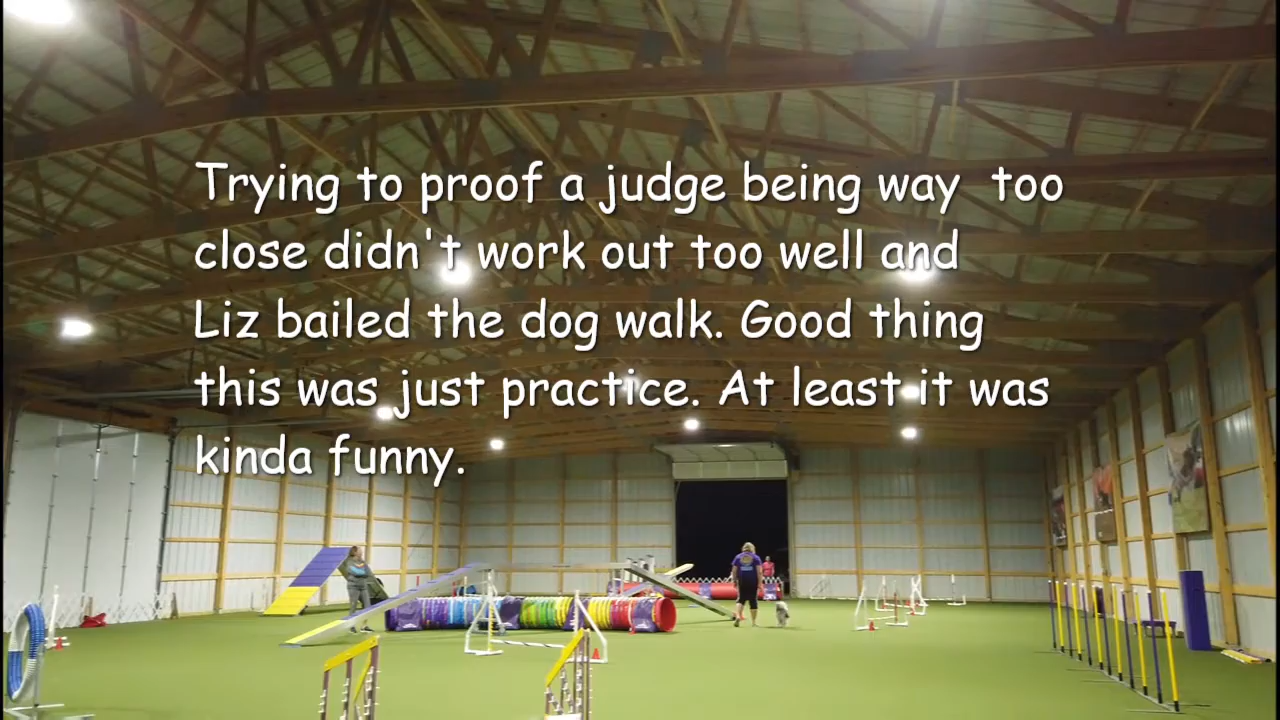 Trying to proof a judge being way  too
close didn't work out too well and
Liz bailed the dog walk. Good thing
this was just practice. At least it was
kinda funny.